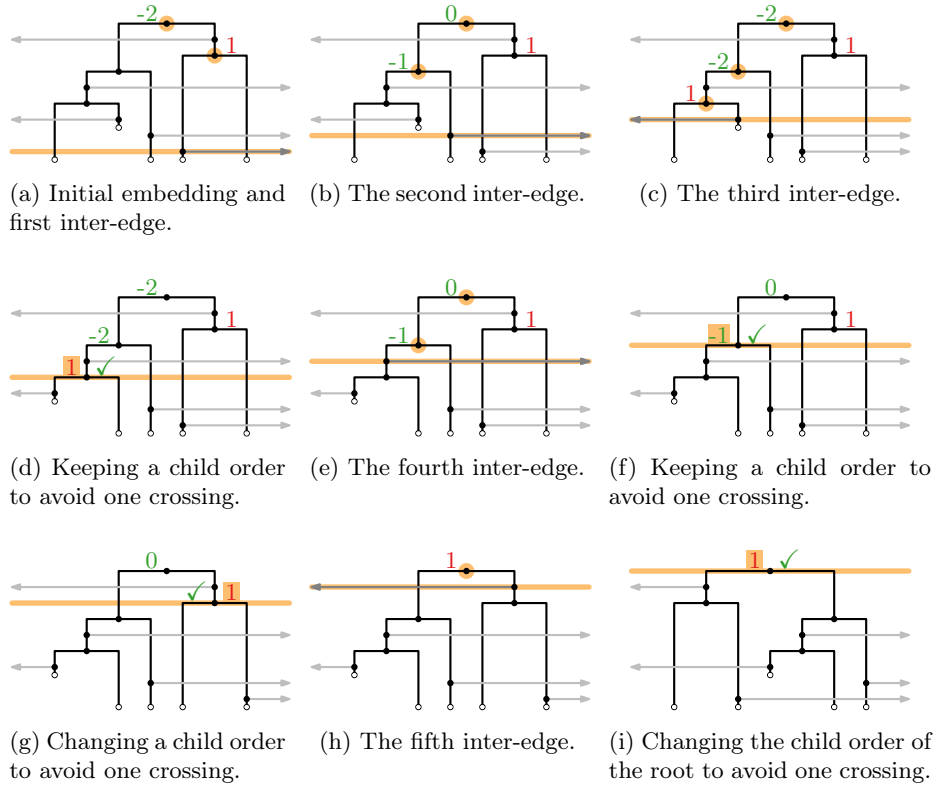 -2 0 -2
1 1 1
-1 -2
1
(a) Initial embedding and
first inter-edge.
(b) The second inter-edge.
(c) The third inter-edge.
-2 0 0
1 1 1
-2 -1 -1 ✓
1 ✓
(d) Keeping a child order
to avoid one crossing.
(e) The fourth inter-edge.
(f) Keeping a child order to
avoid one crossing.
0 1 1 ✓
✓ 1
(g) Changing a child order
to avoid one crossing.
(h) The fifth inter-edge.
(i) Changing the child order of
the root to avoid one crossing.